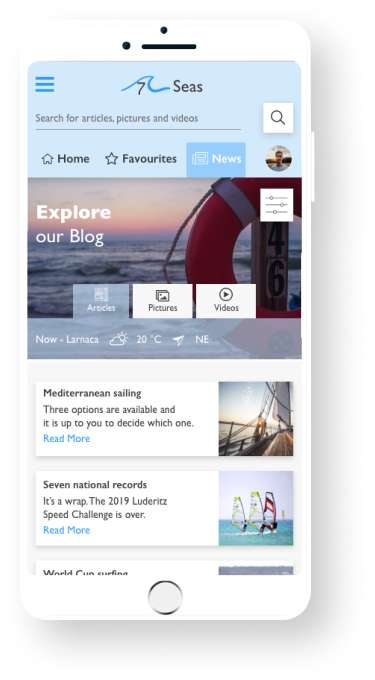 7 Seas
Search for articles, pictures and videos
Home
Favourites
News
Explore
our Blog
4
6
Articles
Pictures
Videos
Now - Larnaca
20 °C
NE
Mediterranean sailing
Three options are available and
it is up to you to decide which one.
Read More
Seven national records
It's a wrap. The 2019 Luderitz
Speed Challenge is over.
Read More
World Cup surfing